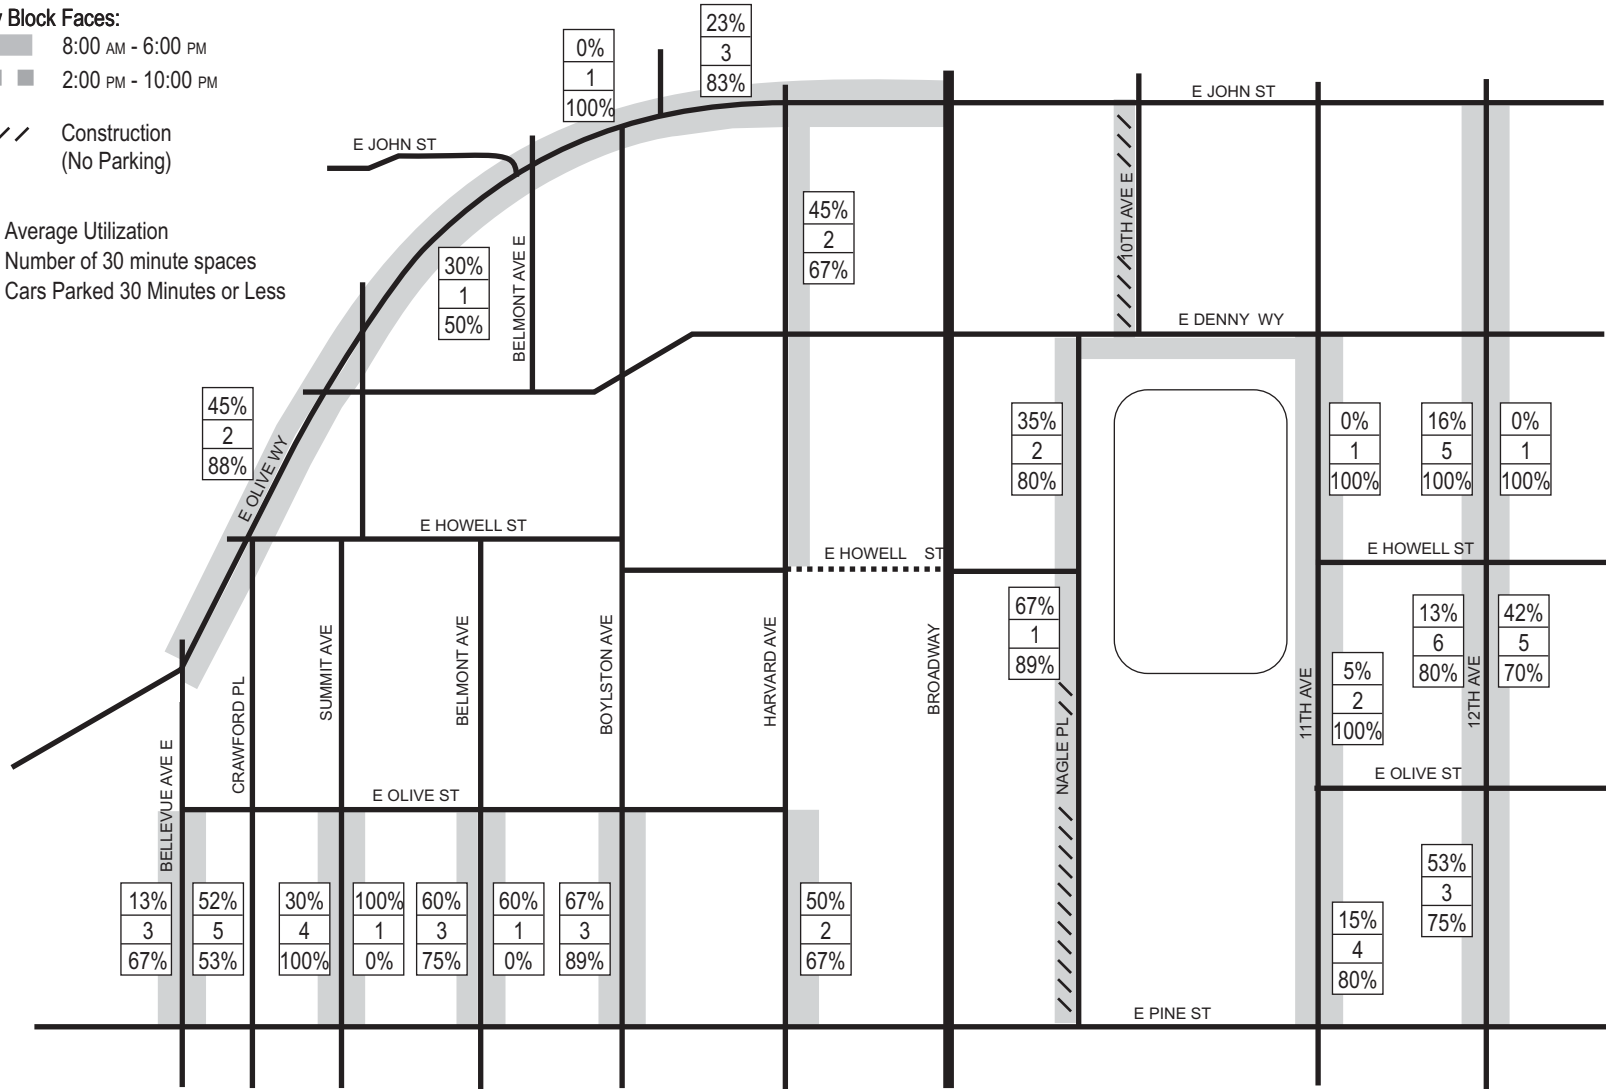 Block Faces:
8:00 AM - 6:00 PM
2:00 PM - 10:00 PM
Construction
(No Parking)
Average Utilization
Number of 30 minute spaces
Cars Parked 30 Minutes or Less
0%
1
100%
23%
3
83%
E JOHN ST
E JOHN ST
45%
2
67%
10TH AVE E
30%
1
50%
BELMONT AVE E
E DENNY WY
45%
2
88%
E OLIVE WY
35%
2
80%
0%
1
100%
16%
5
100%
0%
1
100%
E HOWELL ST
E HOWELL ST
E HOWELL ST
67%
1
89%
13%
6
80%
42%
5
70%
5%
2
100%
BELLEVUE AVE E
CRAWFORD PL
SUMMIT AVE
BELMONT AVE
BOYLSTON AVE
HARVARD AVE
BROADWAY
NAGLE PL
11TH AVE
12TH AVE
E OLIVE ST
E OLIVE ST
13%
3
67%
52%
5
53%
30%
4
100%
100%
1
0%
60%
3
75%
60%
1
0%
67%
3
89%
50%
2
67%
53%
3
75%
15%
4
80%
E PINE ST